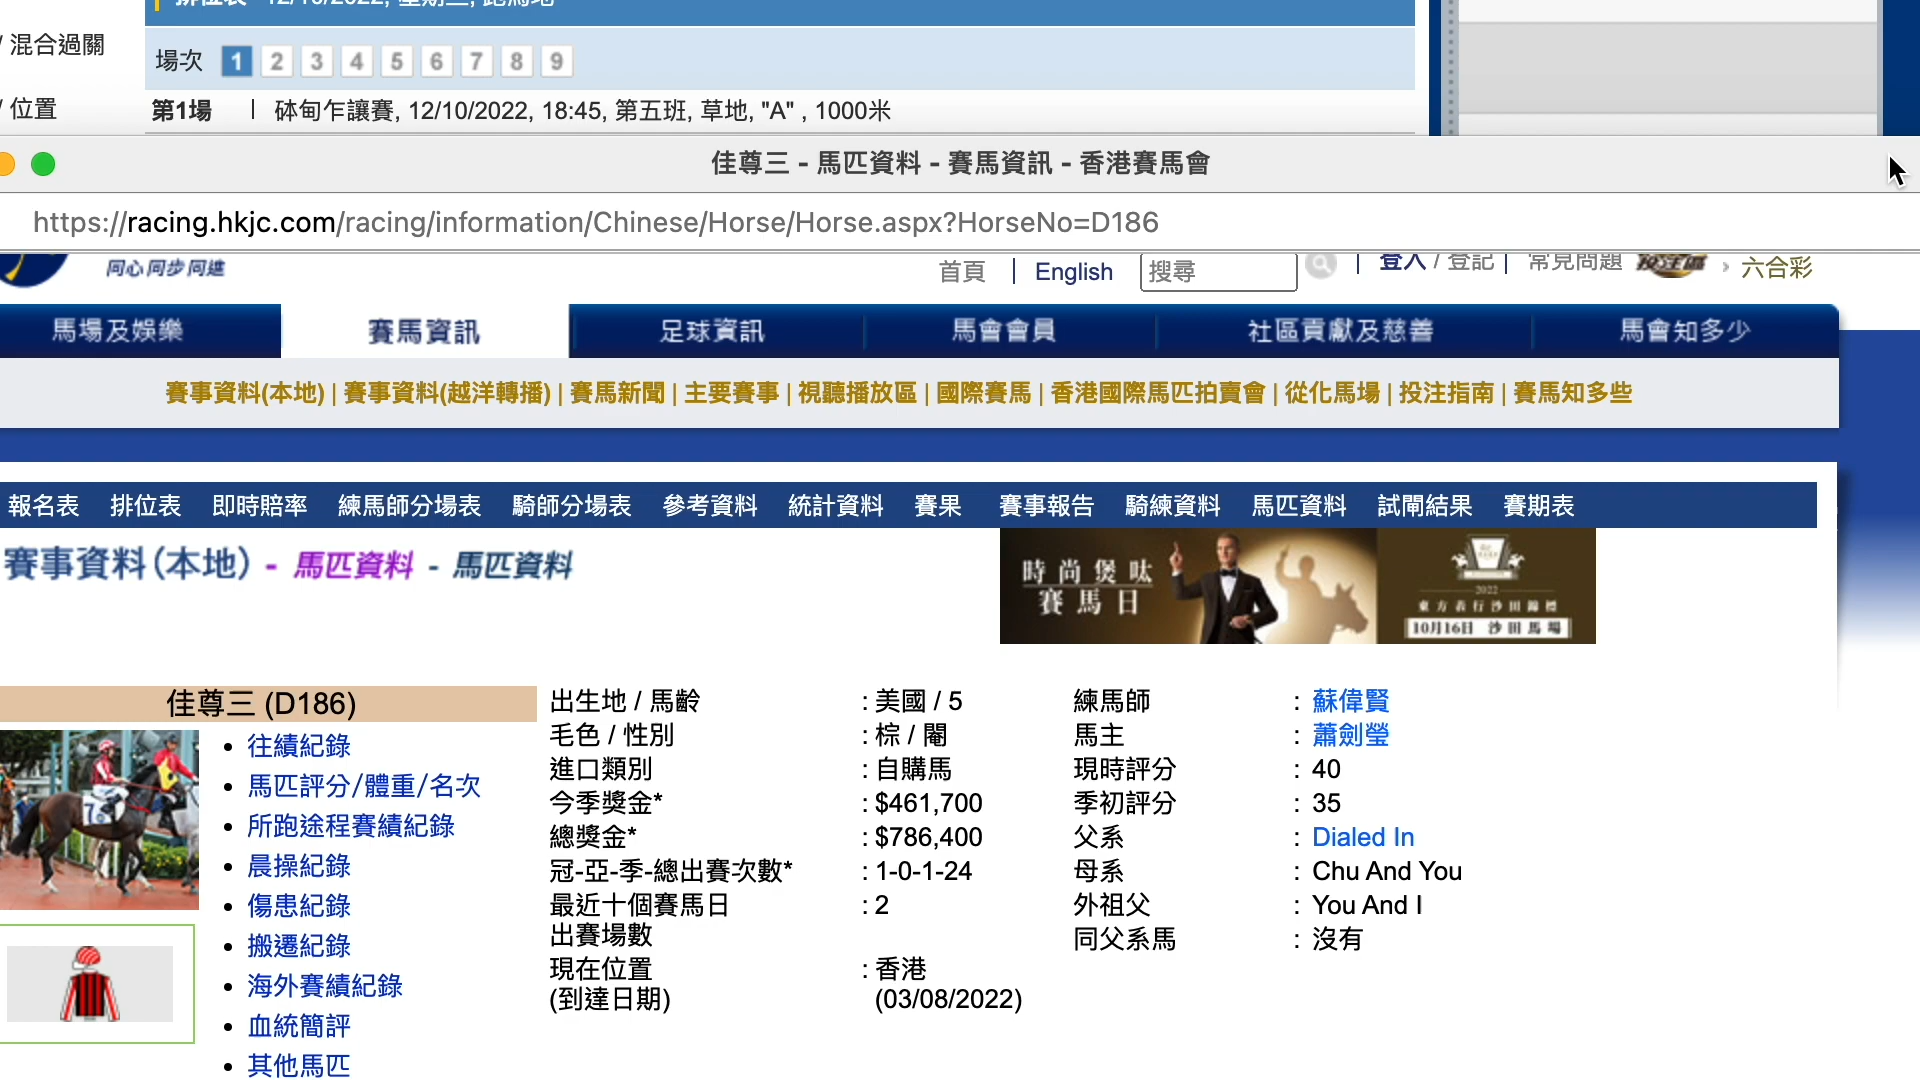 / 混合過關
場次 1 2 3 4 5 6 7 8 9
/ 位置
第1場 | 砵甸乍讓賽, 12/10/2022, 18:45, 第五班, 草地, "A" , 1000米
佳尊三 - 馬匹資料 - 賽馬資訊 - 香港賽馬會
https://racing.hkjc.com/racing/information/Chinese/Horse/Horse.aspx?HorseNo=D186
同心同步同進
首頁 | English 搜尋 | 登入 / 登記 | 常見問題 投注區 › 六合彩
馬場及娛樂 賽馬資訊 足球資訊 馬會會員 社區貢獻及慈善 馬會知多少
賽事資料(本地) | 賽事資料(越洋轉播) | 賽馬新聞 | 主要賽事 | 視聽播放區 | 國際賽馬 | 香港國際馬匹拍賣會 | 從化馬場 | 投注指南 | 賽馬知多些
報名表 排位表 即時賠率 練馬師分場表 騎師分場表 參考資料 統計資料 賽果 賽事報告 騎練資料 馬匹資料 試閘結果 賽期表
賽事資料(本地) - 馬匹資料 - 馬匹資料
時尚煲呔
賽馬日
2022
東方表行沙田錦標
10月16日 沙田馬場
佳尊三 (D186)
往績紀錄
馬匹評分/體重/名次
所跑途程賽績紀錄
晨操紀錄
傷患紀錄
搬遷紀錄
海外賽績紀錄
血統簡評
其他馬匹
出生地 / 馬齡 : 美國 / 5
毛色 / 性別 : 棕 / 閹
進口類別 : 自購馬
今季獎金* : $461,700
總獎金* : $786,400
冠-亞-季-總出賽次數* : 1-0-1-24
最近十個賽馬日 : 2
出賽場數
現在位置 : 香港
(到達日期) (03/08/2022)
練馬師 : 蘇偉賢
馬主 : 蕭劍瑩
現時評分 : 40
季初評分 : 35
父系 : Dialed In
母系 : Chu And You
外祖父 : You And I
同父系馬 : 沒有